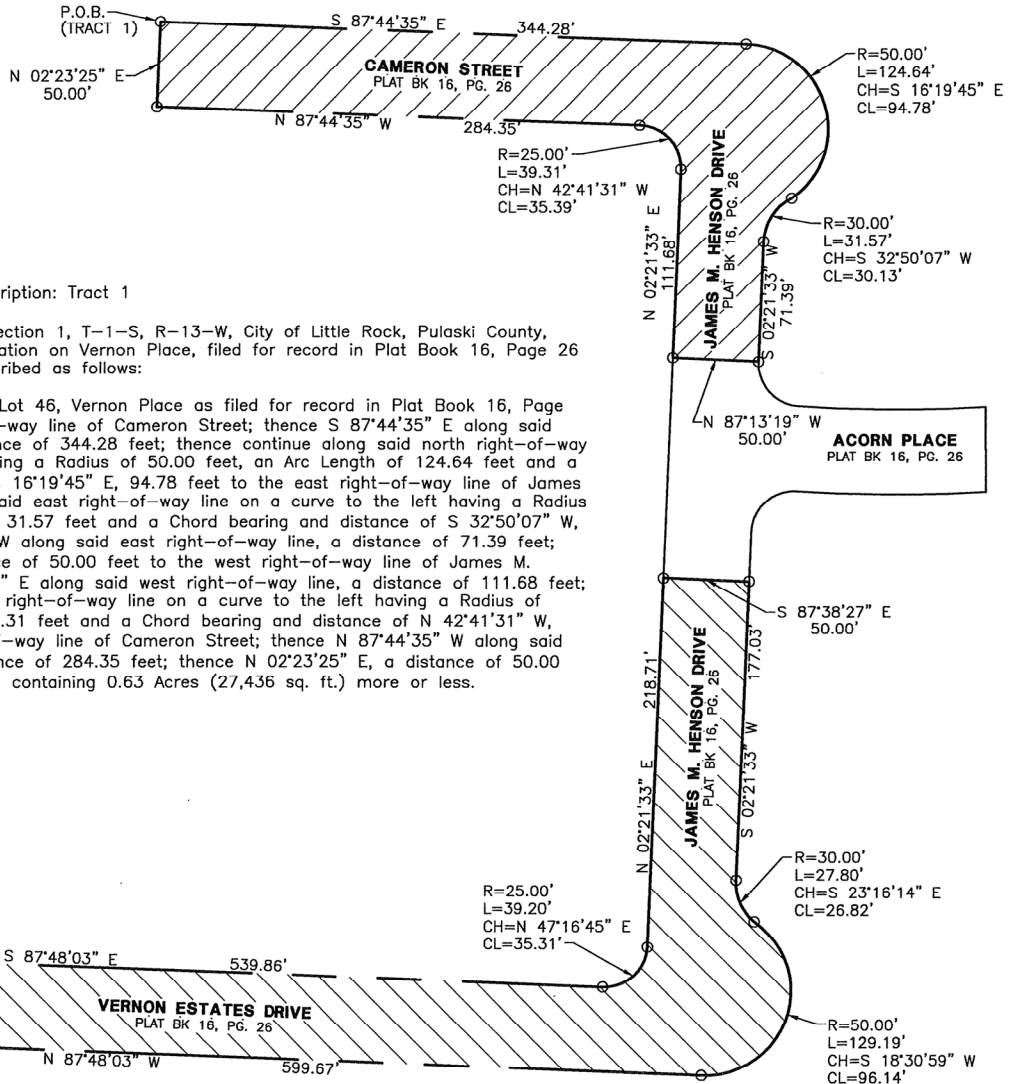 P.O.B.
(TRACT 1)
S 87°44'35" E
344.28'
N 02°23'25" E
50.00'
CAMERON STREET
PLAT BK 16, PG. 26
N 87°44'35" W
284.35'
R=50.00'
L=124.64'
CH=S 16°19'45" E
CL=94.78'
R=25.00'
L=39.31'
CH=N 42°41'31" W
CL=35.39'
JAMES M. HENSON DRIVE
PLAT BK 16, PG. 26
R=30.00'
L=31.57'
CH=S 32°50'07" W
CL=30.13'
N 02°21'33" E
111.68'
S 02°21'33" W
71.39'
N 87°13'19" W
50.00'
ACORN PLACE
PLAT BK 16, PG. 26
ription: Tract 1
ection 1, T-1-S, R-13-W, City of Little Rock, Pulaski County,
ation on Vernon Place, filed for record in Plat Book 16, Page 26
ribed as follows:
Lot 46, Vernon Place as filed for record in Plat Book 16, Page
-way line of Cameron Street; thence S 87°44'35" E along said
nce of 344.28 feet; thence continue along said north right-of-way
ing a Radius of 50.00 feet, an Arc Length of 124.64 feet and a
16°19'45" E, 94.78 feet to the east right-of-way line of James
aid east right-of-way line on a curve to the left having a Radius
31.57 feet and a Chord bearing and distance of S 32°50'07" W,
W along said east right-of-way line, a distance of 71.39 feet;
ce of 50.00 feet to the west right-of-way line of James M.
" E along said west right-of-way line, a distance of 111.68 feet;
right-of-way line on a curve to the left having a Radius of
.31 feet and a Chord bearing and distance of N 42°41'31" W,
-way line of Cameron Street; thence N 87°44'35" W along said
nce of 284.35 feet; thence N 02°23'25" E, a distance of 50.00
containing 0.63 Acres (27,436 sq. ft.) more or less.
S 87°38'27" E
50.00'
218.71'
N 02°21'33" E
JAMES M. HENSON DRIVE
PLAT BK 16, PG. 26
177.03'
S 02°21'33" W
R=30.00'
L=27.80'
CH=S 23°16'14" E
CL=26.82'
R=25.00'
L=39.20'
CH=N 47°16'45" E
CL=35.31'
S 87°48'03" E
539.86'
VERNON ESTATES DRIVE
PLAT BK 16, PG. 26
N 87°48'03" W
599.67'
R=50.00'
L=129.19'
CH=S 18°30'59" W
CL=96.14'